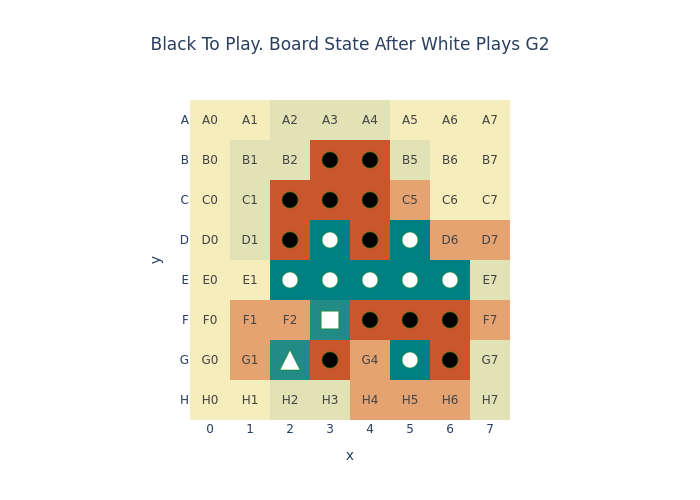 Black To Play. Board State After White Plays G2
A A0 A1 A2 A3 A4 A5 A6 A7
B B0 B1 B2 B5 B6 B7
C C0 C1 C5 C6 C7
D D0 D1 D6 D7
y
E E0 E1 E7
F F0 F1 F2 F7
G G0 G1 G4 G7
H H0 H1 H2 H3 H4 H5 H6 H7
0 1 2 3 4 5 6 7
x